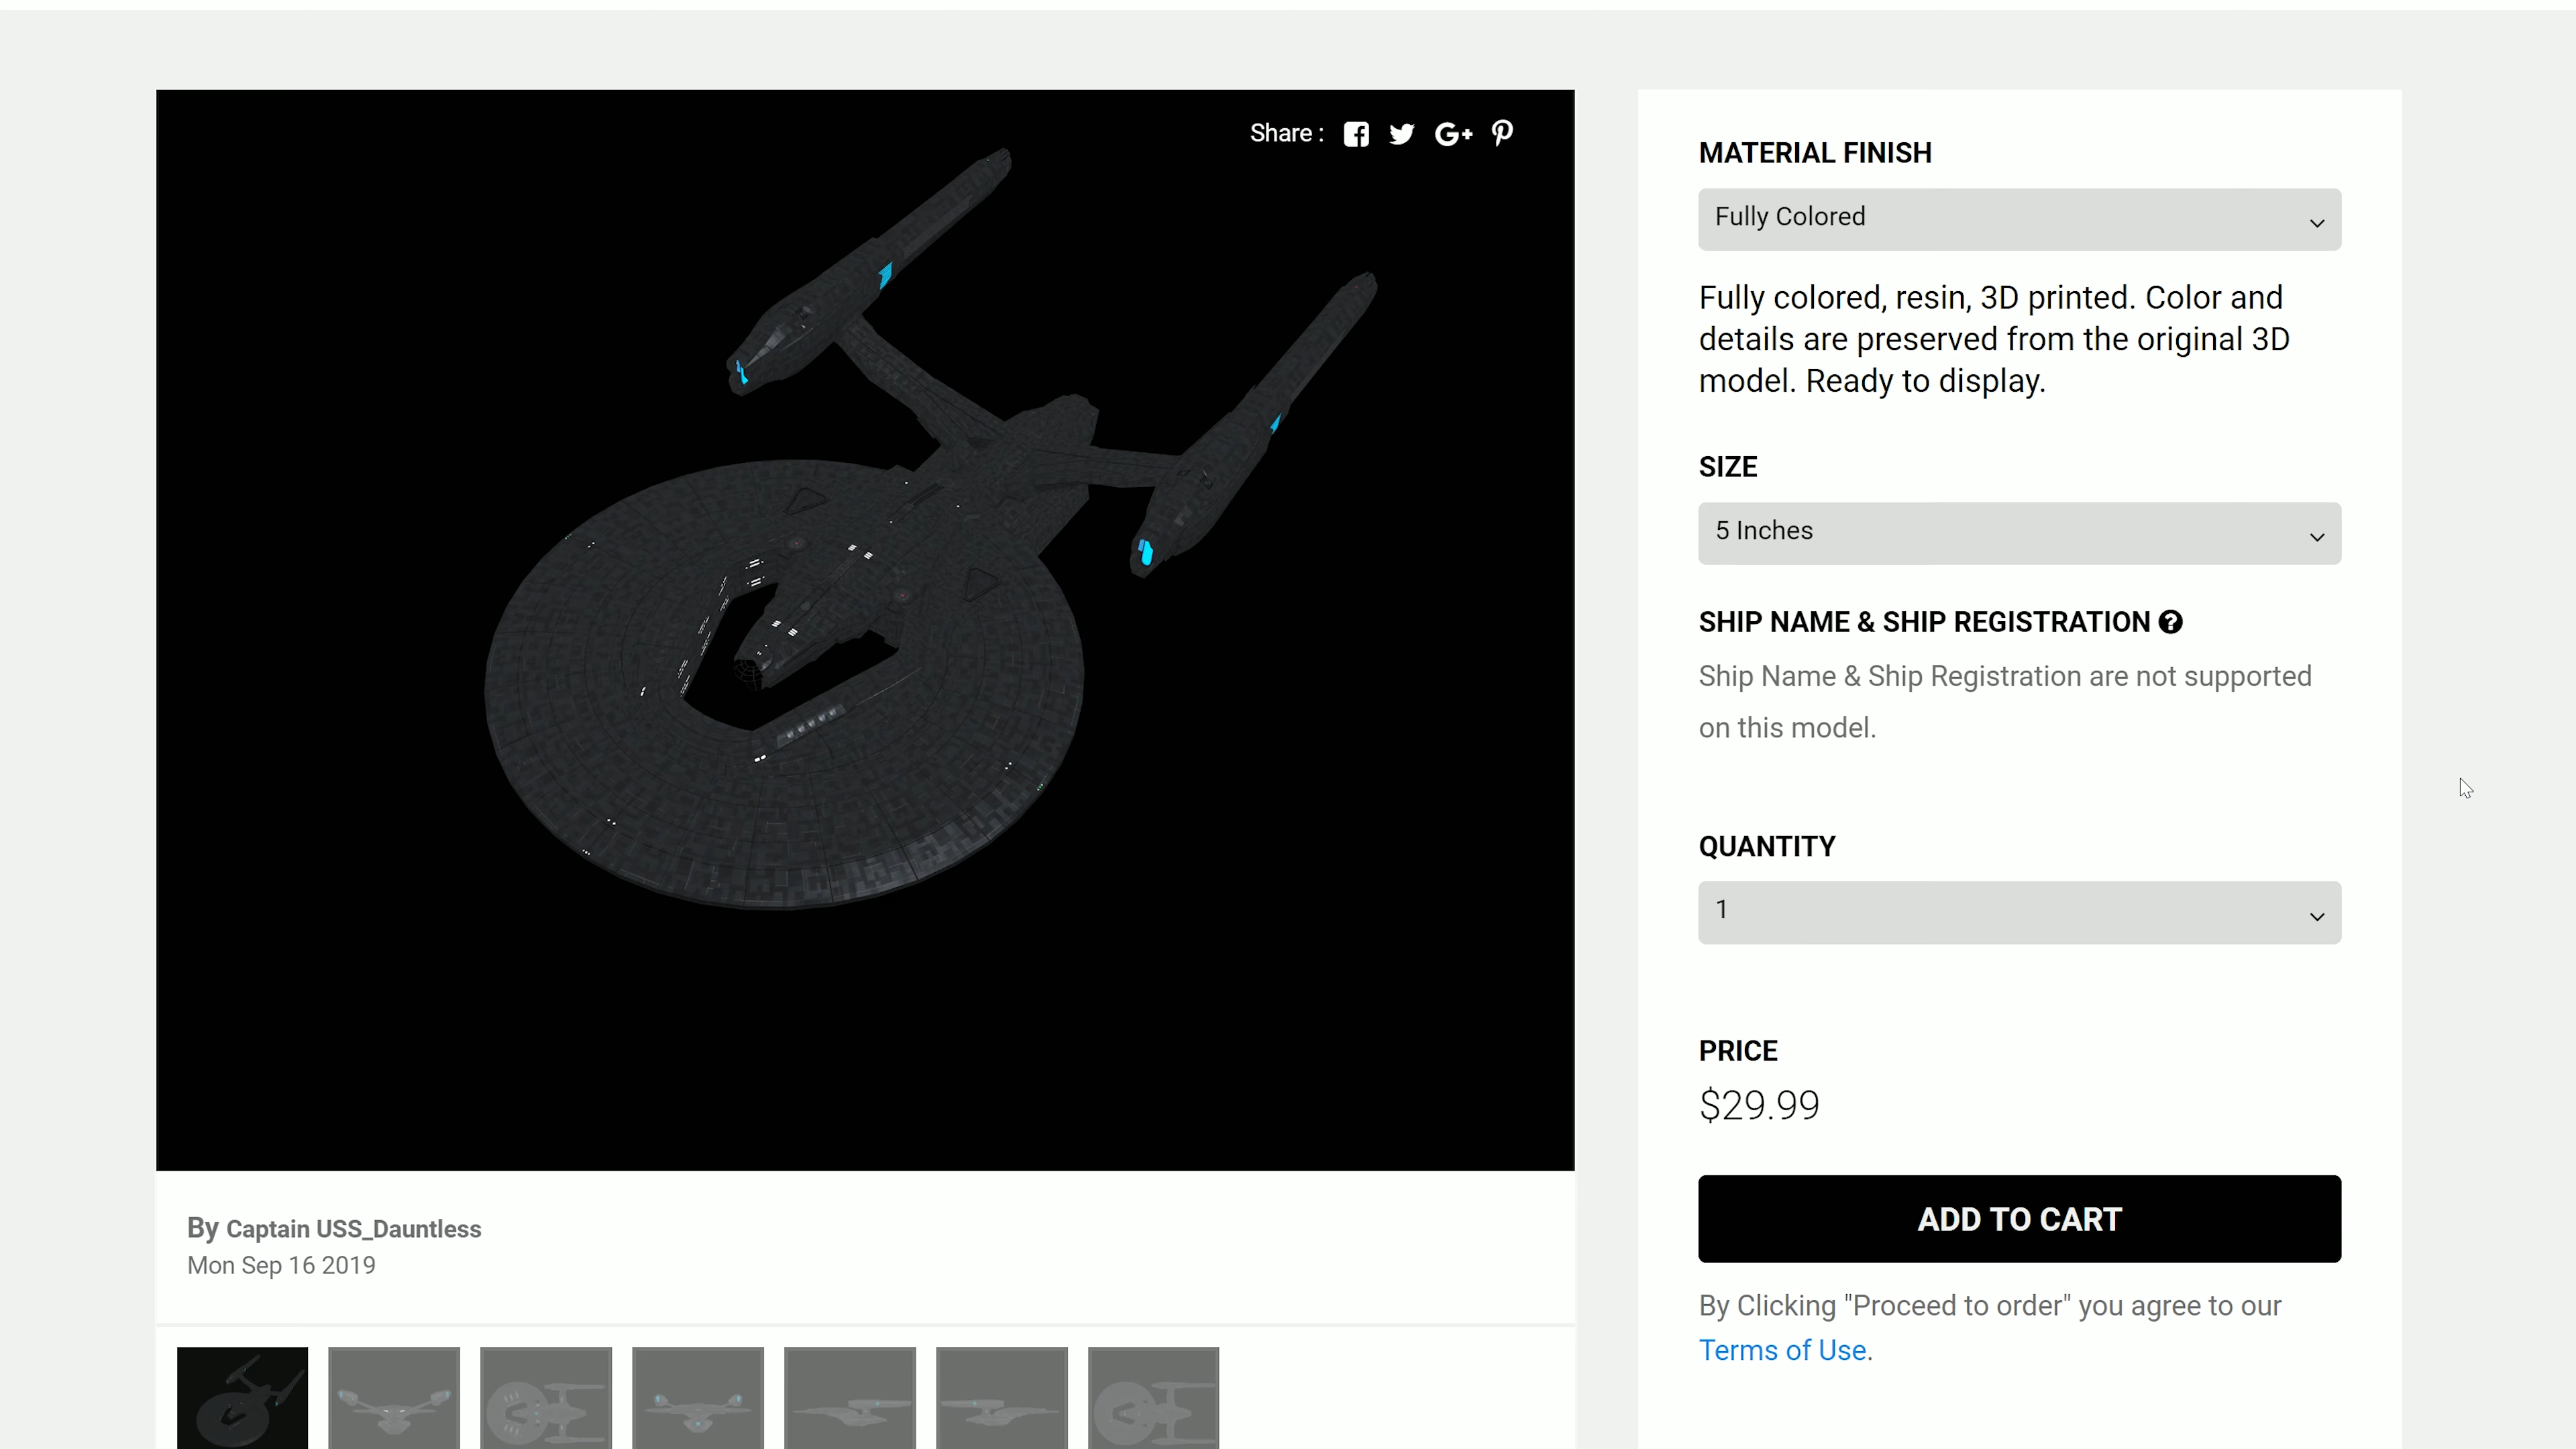 Share :
MATERIAL FINISH
Fully Colored
Fully colored, resin, 3D printed. Color and
details are preserved from the original 3D
model. Ready to display.
SIZE
5 Inches
SHIP NAME & SHIP REGISTRATION
Ship Name & Ship Registration are not supported
on this model.
QUANTITY
1
PRICE
$29.99
ADD TO CART
By Clicking "Proceed to order" you agree to our
Terms of Use.
By Captain USS_Dauntless
Mon Sep 16 2019